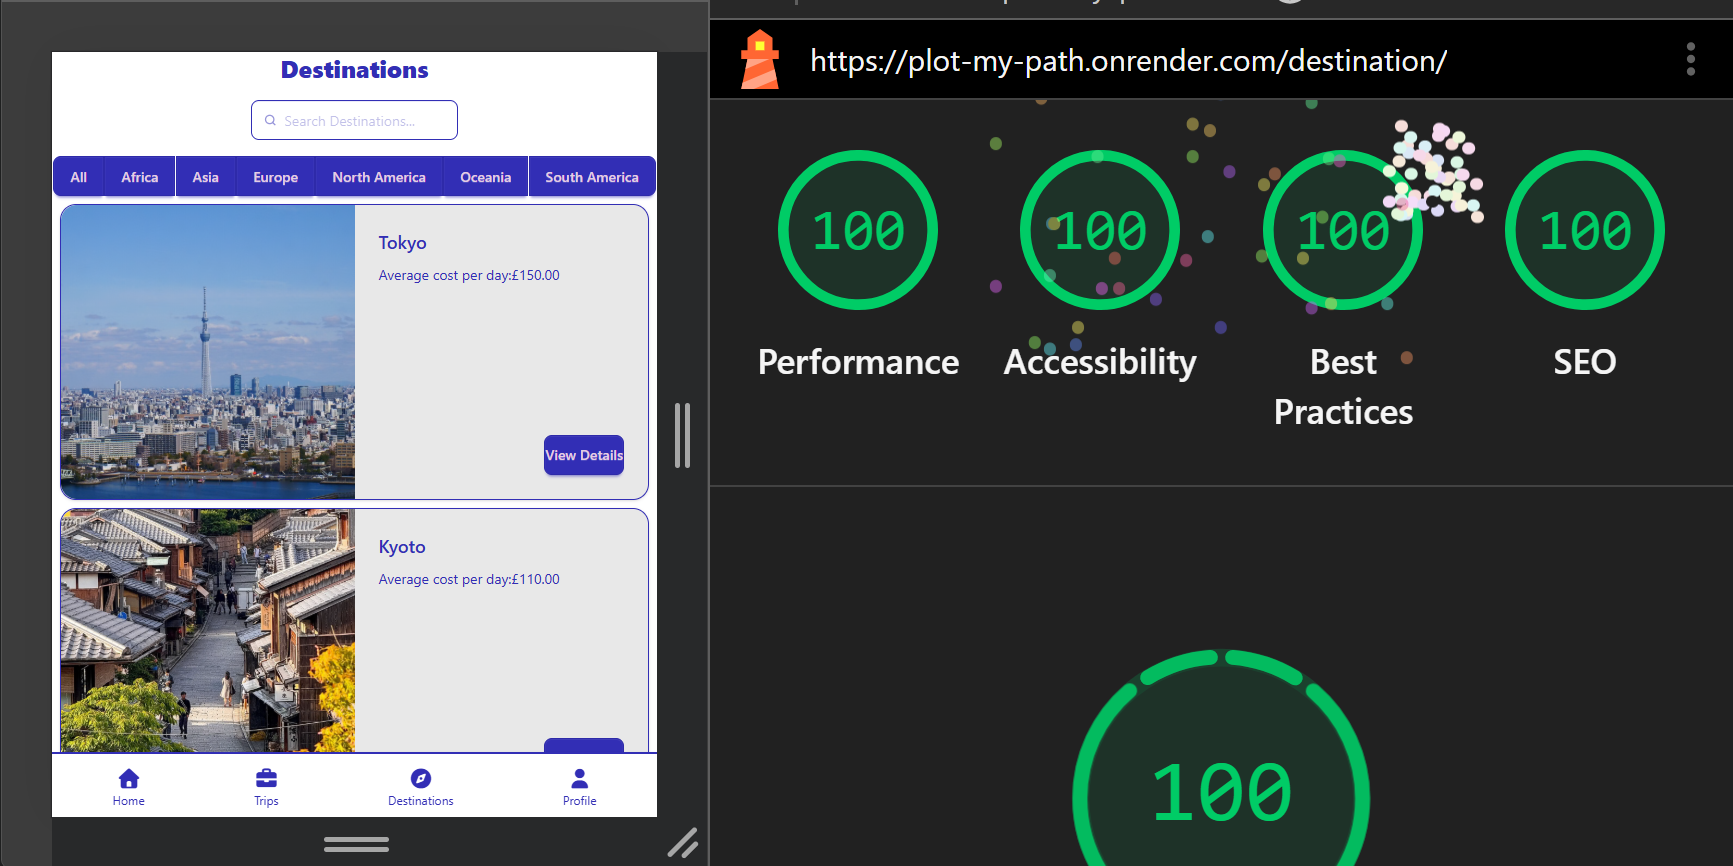 Destinations
Search Destinations...
All Africa Asia Europe North America Oceania South America
Tokyo
Average cost per day:£150.00
View Details
Kyoto
Average cost per day:£110.00
Home Trips Destinations Profile
https://plot-my-path.onrender.com/destination/
100 100 100 100
Performance Accessibility Best Practices SEO
100